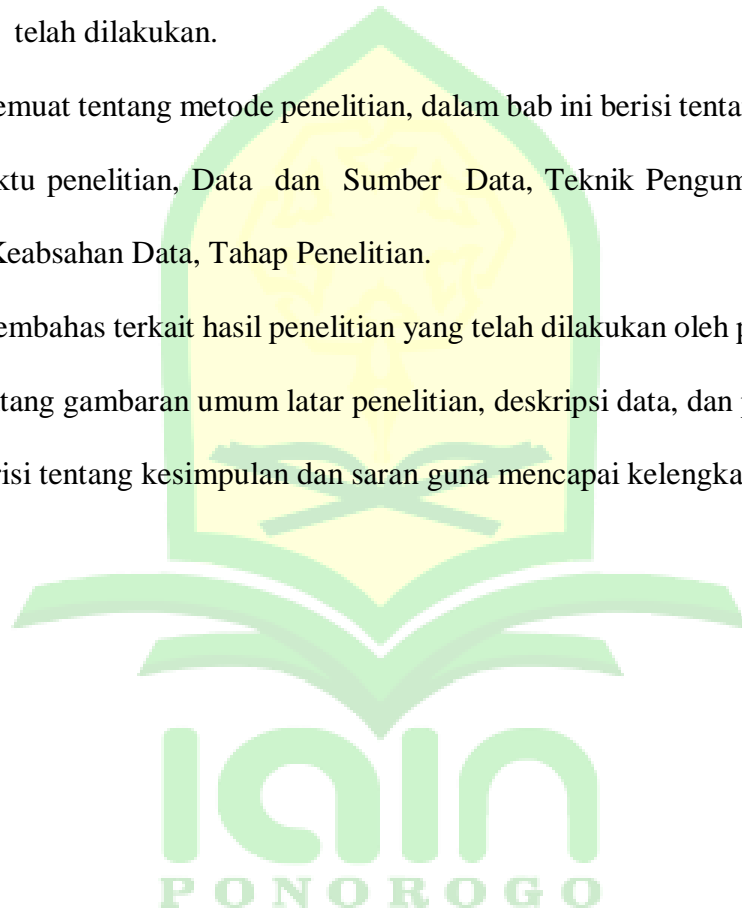 telah dilakukan.
emuat tentang metode penelitian, dalam bab ini berisi tenta
ktu penelitian, Data dan Sumber Data, Teknik Pengum
Keabsahan Data, Tahap Penelitian.
embahas terkait hasil penelitian yang telah dilakukan oleh p
tang gambaran umum latar penelitian, deskripsi data, dan p
risi tentang kesimpulan dan saran guna mencapai kelengka
iain
PONOROGO